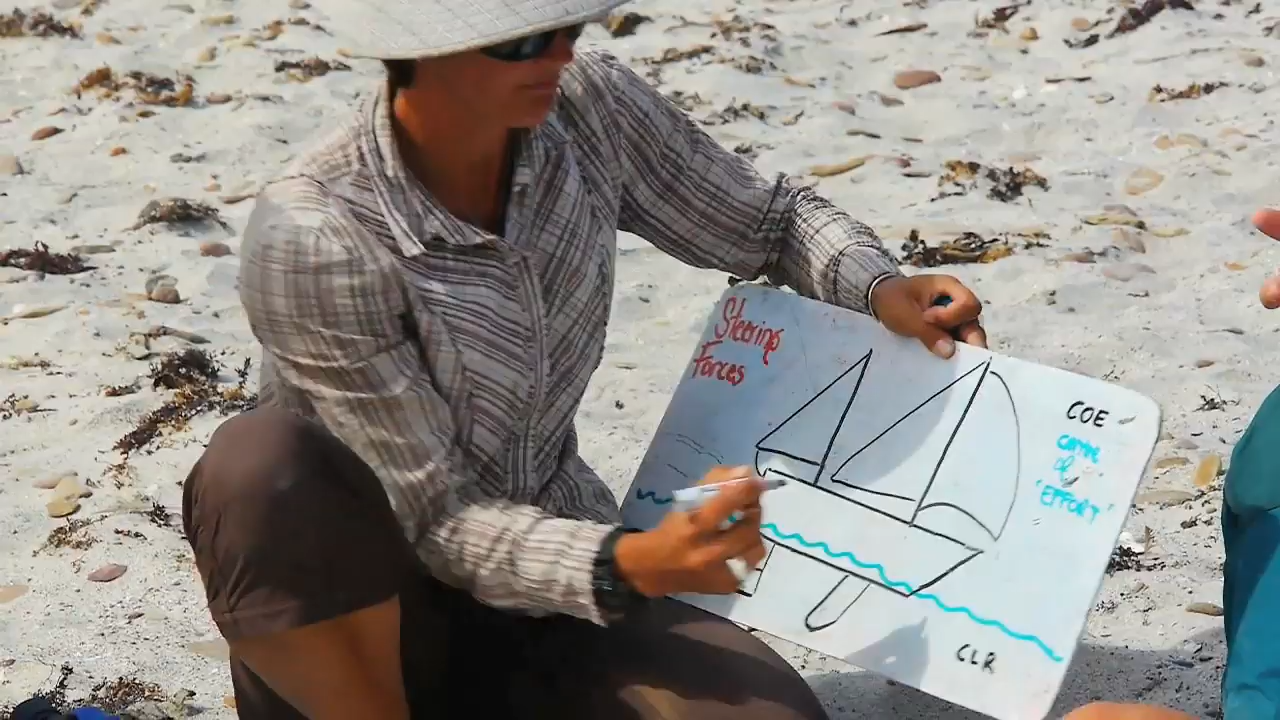 Steering
Forces
COE
centre
of
'EFFORT'
CLR